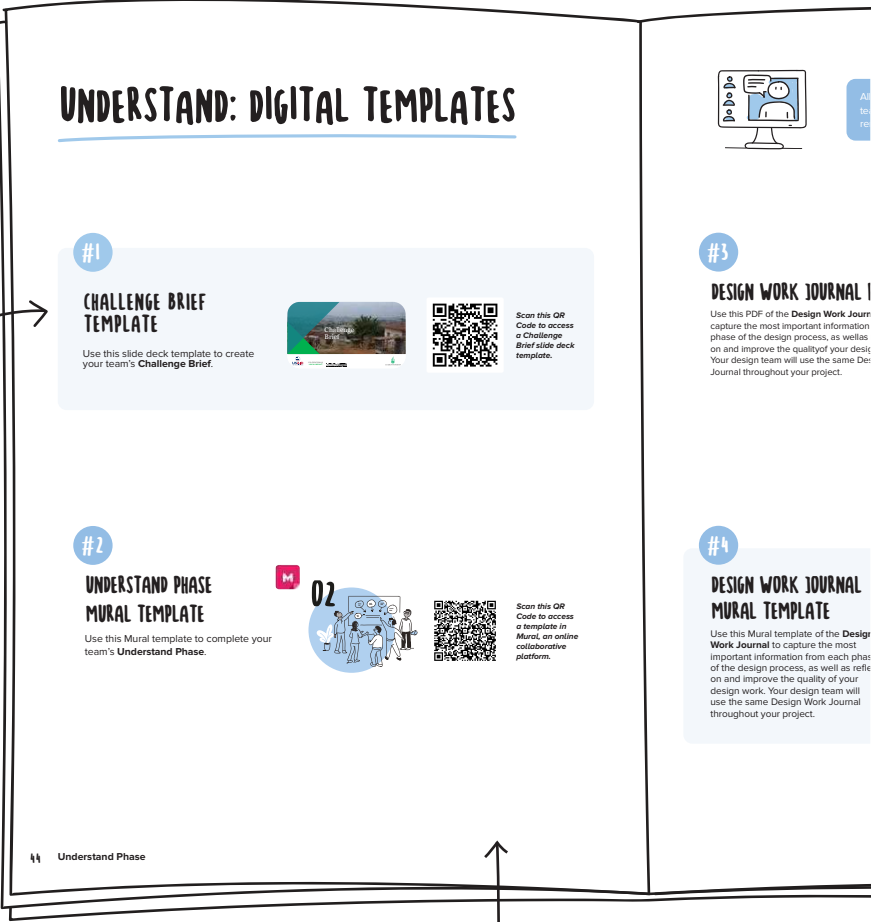 UNDERSTAND: DIGITAL TEMPLATES
#1
CHALLENGE BRIEF
TEMPLATE
Use this slide deck template to create
your team's Challenge Brief.
Challenge
Brief
Scan this QR
Code to access
a Challenge
Brief slide deck
template.
#2
UNDERSTAND PHASE
MURAL TEMPLATE
Use this Mural template to complete your
team's Understand Phase.
M
02
Scan this QR
Code to access
a template in
Mural, an online
collaborative
platform.
44 Understand Phase
#3
DESIGN WORK JOURNAL
Use this PDF of the Design Work
capture the most important information
phase of the design process, as wellas
on and improve the qualityof your
Your design team will use the same
Journal throughout your project.
#4
DESIGN WORK JOURNAL
MURAL TEMPLATE
Use this Mural template of the Design
Work Journal to capture the most
important information from each
of the design process, as well as
on and improve the quality of your
design work. Your design team will
use the same Design Work Journal
throughout your project.